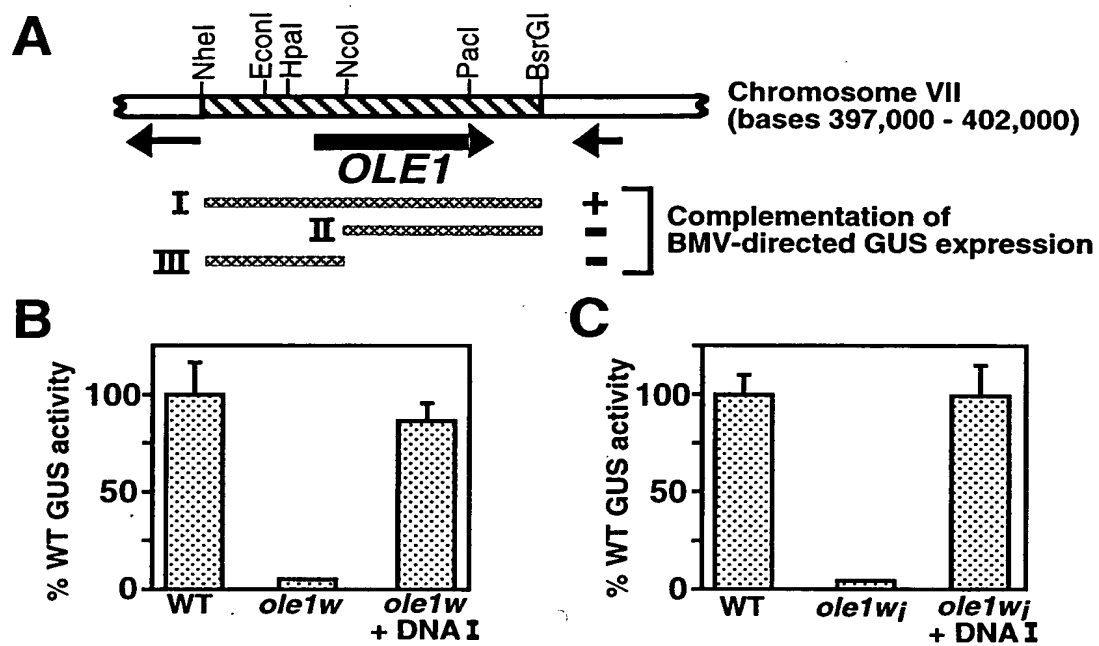 A
NheI
EconI
HpaI
NcoI
PacI
BsrGI
Chromosome VII
(bases 397,000 - 402,000)
OLE1
I
+
II
-
III
-
Complementation of
BMV-directed GUS expression
B
% WT GUS activity
100
50
0
WT
ole1w
ole1w
+ DNA I
C
% WT GUS activity
100
50
0
WT
ole1wi
ole1wi
+ DNA I